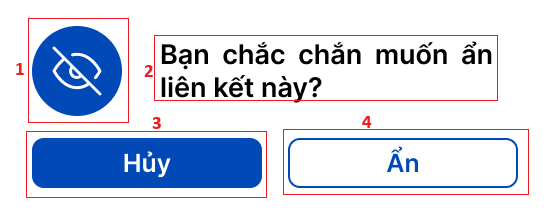 1
2
Bạn chắc chắn muốn ẩn
liên kết này?
3
4
Hủy
Ẩn